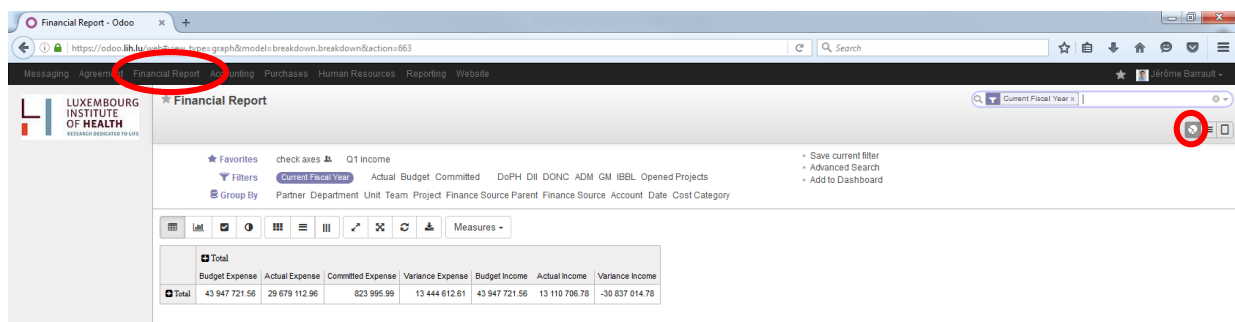 Financial Report - Odoo
https://odoo.lih.lu/web#view_type=graph&model=breakdown.breakdown&action=663
Search
Messaging Agreement Financial Report Accounting Purchases Human Resources Reporting Website
Jérôme Barrault
LUXEMBOURG
INSTITUTE
OF HEALTH
RESEARCH DEDICATED TO LIFE
Financial Report
Current Fiscal Year x
Favorites check axes Q1 income
Filters Current Fiscal Year Actual Budget Committed DoPH DII DONC ADM GM IBBL Opened Projects
Group By Partner Department Unit Team Project Finance Source Parent Finance Source Account Date Cost Category
Save current filter
Advanced Search
Add to Dashboard
Measures
Total
Budget Expense Actual Expense Committed Expense Variance Expense Budget Income Actual Income Variance Income
Total 43 947 721.56 29 679 112.96 823 995.99 13 444 612.61 43 947 721.56 13 110 706.78 -30 837 014.78